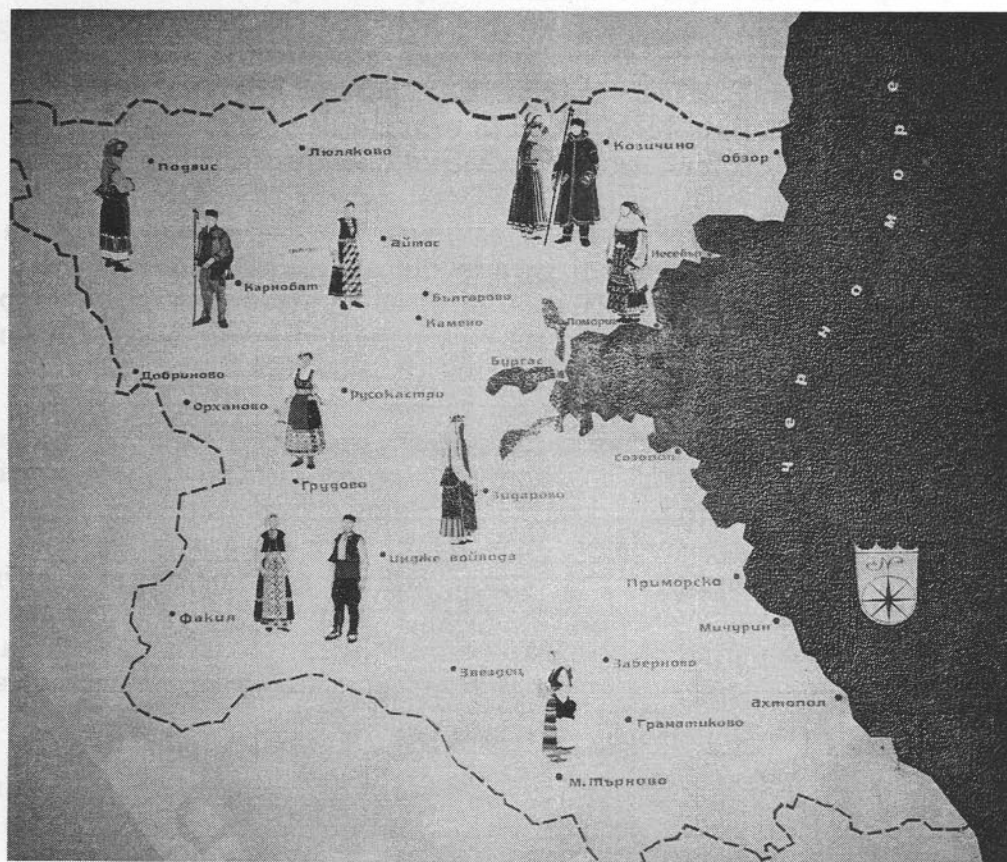 Козичино
Люляково
Обзор
Подвис
Айтос
Несебър
Карнобат
Българово
Камено
Поморие
Бургас
Добриново
Русокастро
Орханово
Созопол
Грудово
Зидарово
Индже войвода
Приморско
Факия
Мичурин
Заберново
Звездец
Ахтопол
Граматиково
М. Търново
Черно море
N